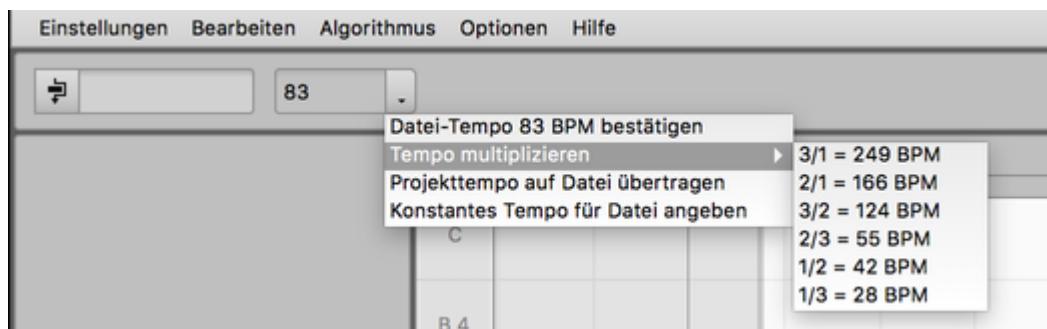 Einstellungen Bearbeiten Algorithmus Optionen Hilfe
83
Datei-Tempo 83 BPM bestätigen
Tempo multiplizieren
3/1 = 249 BPM
Projekttempo auf Datei übertragen
2/1 = 166 BPM
Konstantes Tempo für Datei angeben
3/2 = 124 BPM
C
2/3 = 55 BPM
1/2 = 42 BPM
1/3 = 28 BPM
B 4